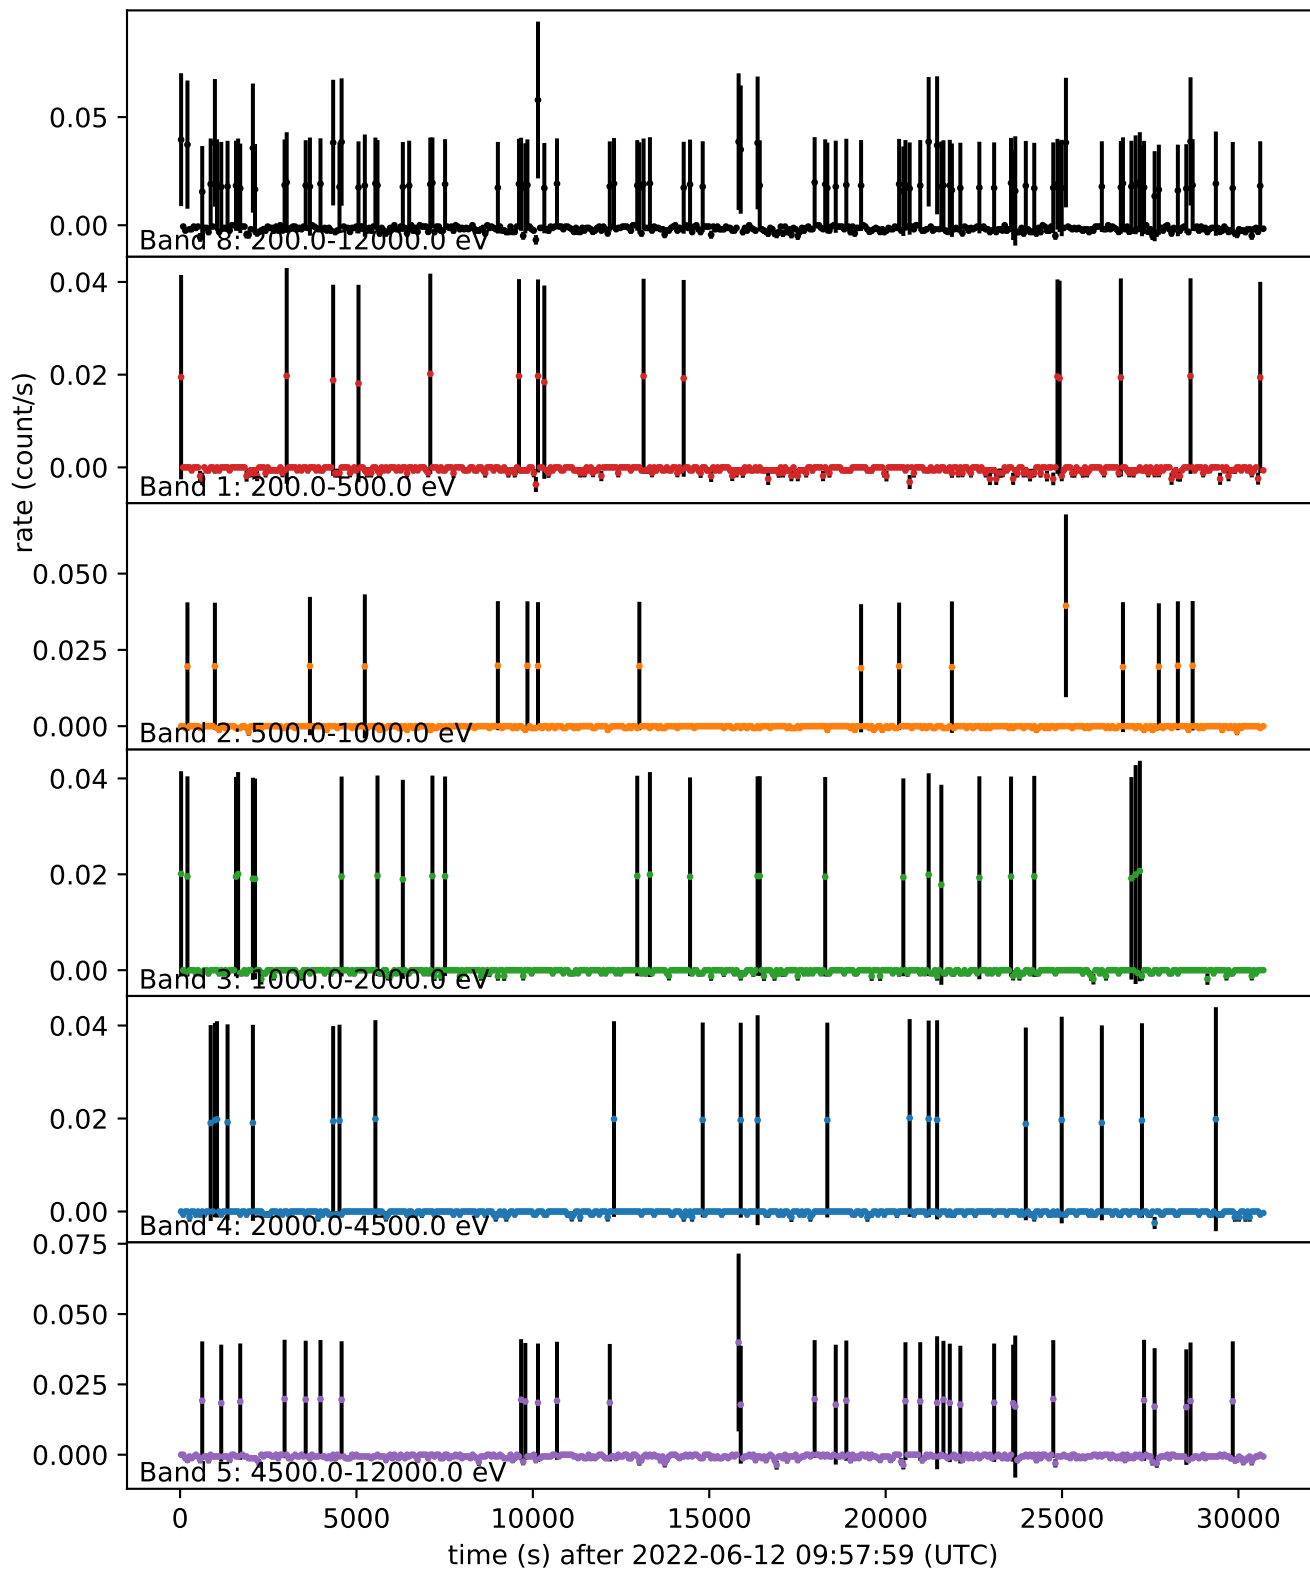 0.05
0.00
Band 8: 200.0-12000.0 eV
0.04
0.02
0.00
Band 1: 200.0-500.0 eV
rate (count/s)
0.050
0.025
0.000
Band 2: 500.0-1000.0 eV
0.04
0.02
0.00
Band 3: 1000.0-2000.0 eV
0.04
0.02
0.00
Band 4: 2000.0-4500.0 eV
0.075
0.050
0.025
0.000
Band 5: 4500.0-12000.0 eV
0 5000 10000 15000 20000 25000 30000
time (s) after 2022-06-12 09:57:59 (UTC)